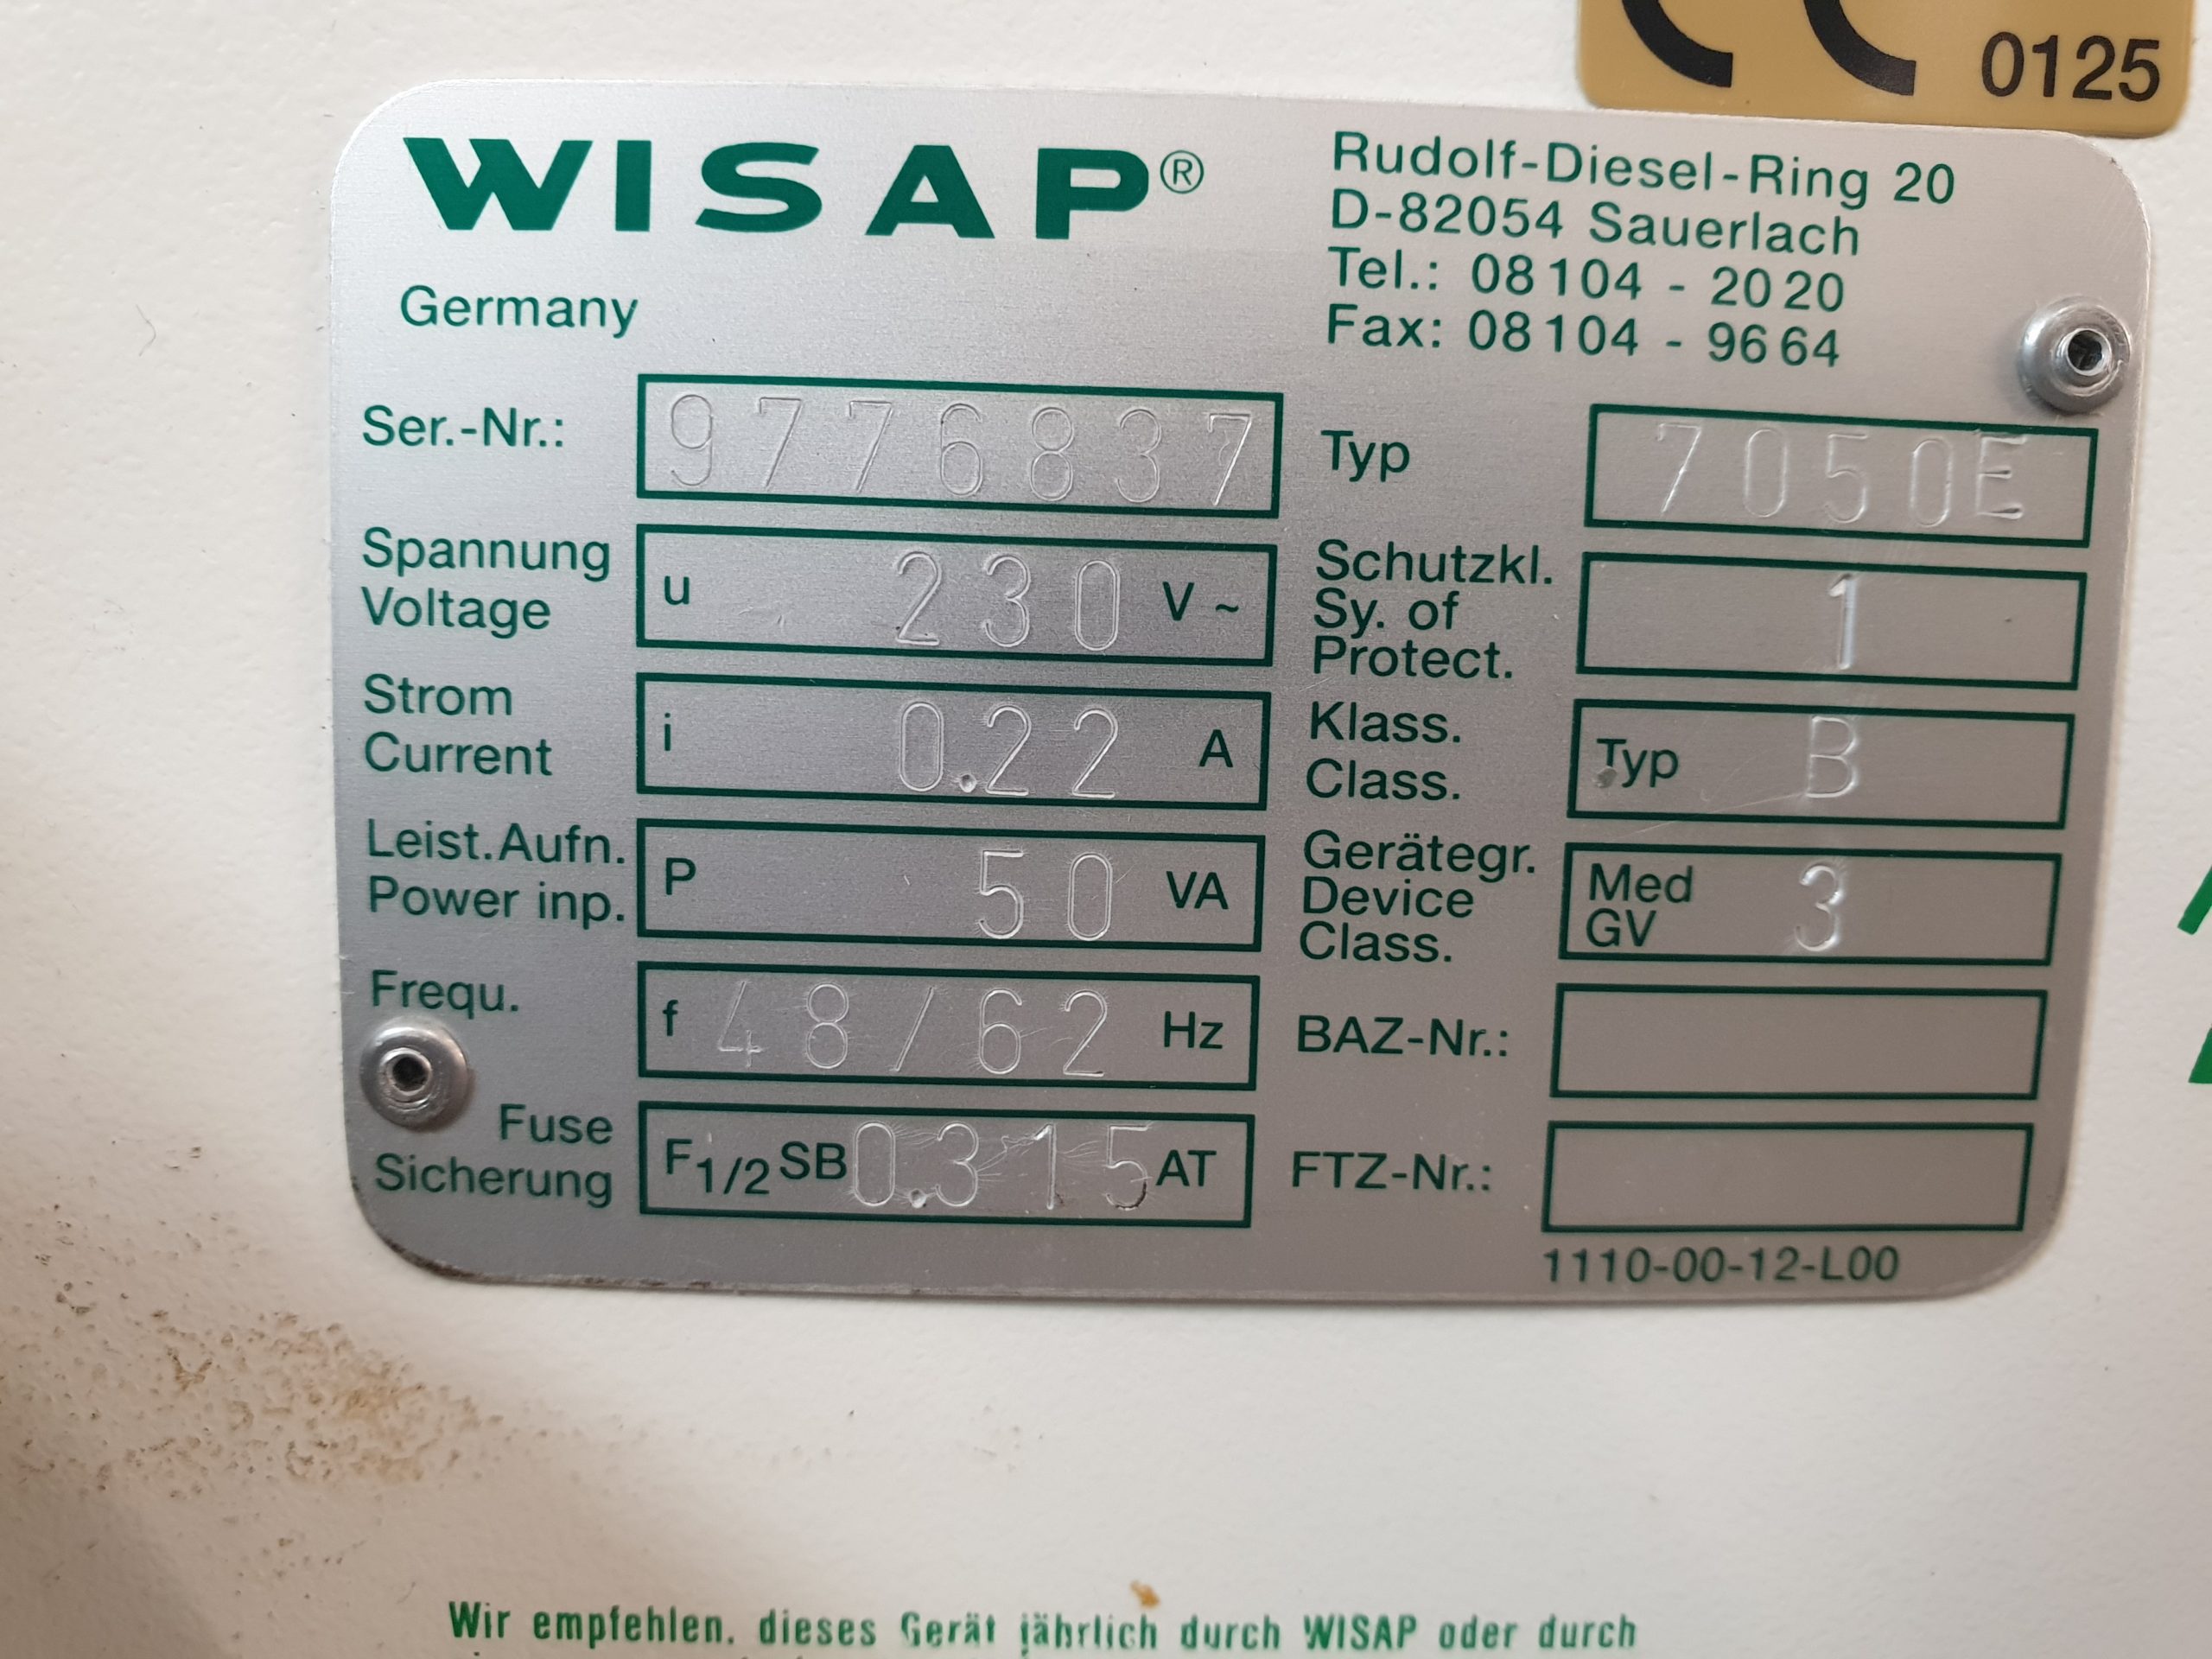 CE 0125
WISAP®
Germany
Rudolf-Diesel-Ring 20
D-82054 Sauerlach
Tel.: 08104 - 2020
Fax: 08104 - 9664
Ser.-Nr.: 9776837
Spannung
Voltage
u 230 V~
Strom
Current
i 0.22 A
Leist.Aufn.
Power inp.
P 50 VA
Frequ.
f 48/62 Hz
Fuse
Sicherung
F1/2 SB 0.315 AT
Typ 7050E
Schutzkl.
Sy. of
Protect.
1
Klass.
Class.
Typ B
Gerätegr.
Device
Class.
Med
GV
3
BAZ-Nr.:
FTZ-Nr.:
1110-00-12-L00
Wir empfehlen, dieses Gerät jährlich durch WISAP oder durch